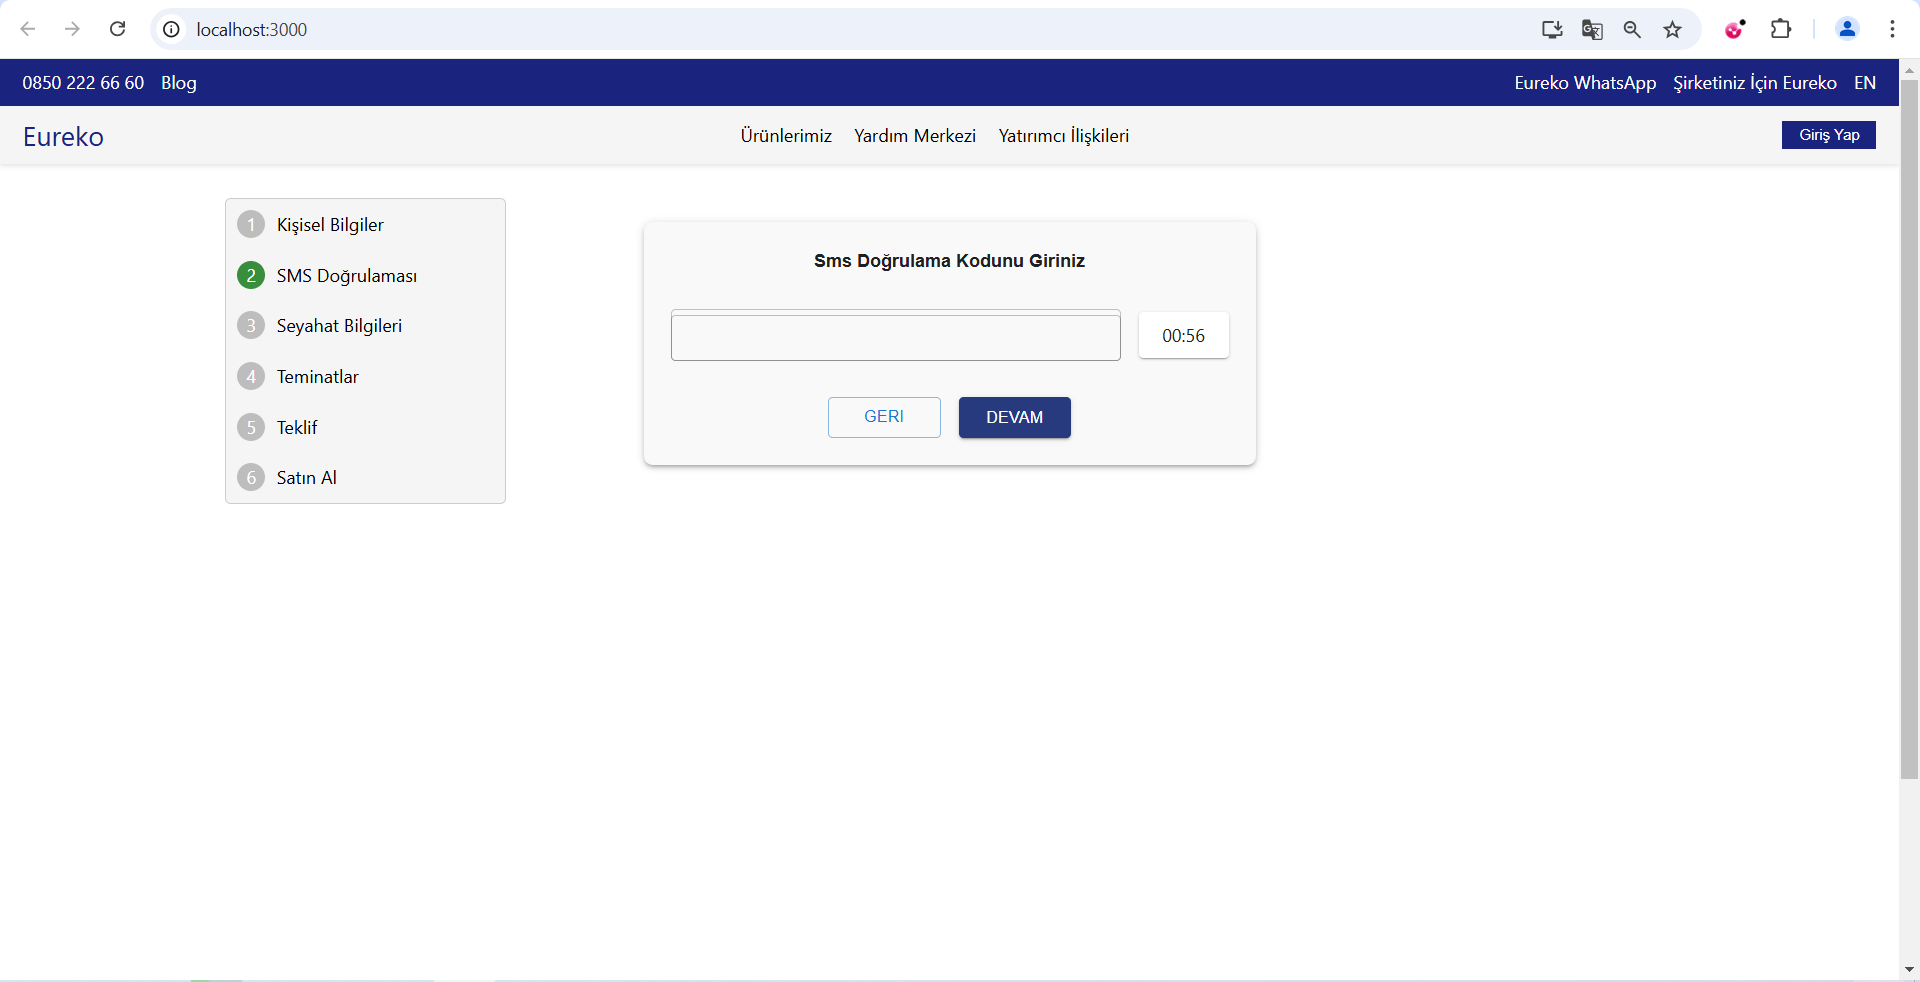 localhost:3000
0850 222 66 60 Blog Eureko WhatsApp Şirketiniz İçin Eureko EN
Eureko Ürünlerimiz Yardım Merkezi Yatırımcı İlişkileri Giriş Yap
1 Kişisel Bilgiler
2 SMS Doğrulaması
3 Seyahat Bilgileri
4 Teminatlar
5 Teklif
6 Satın Al
Sms Doğrulama Kodunu Giriniz
00:56
GERI DEVAM